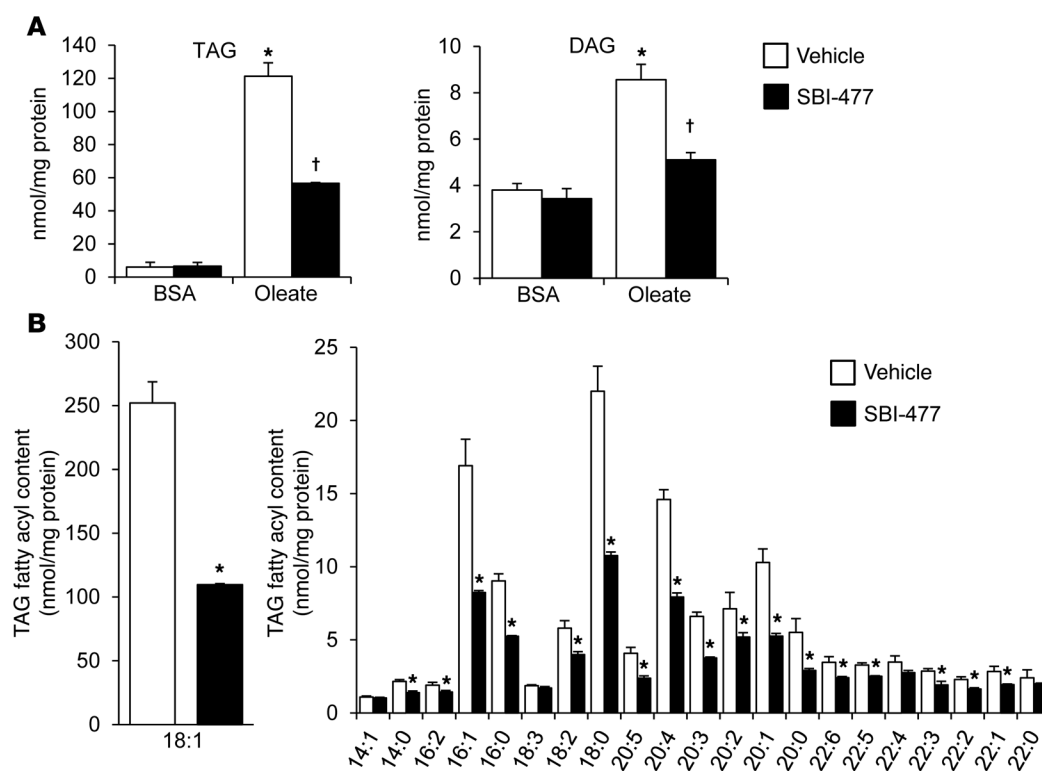 A
TAG
nmol/mg protein
140
120
100
80
60
40
20
0
*
†
BSA
Oleate
DAG
nmol/mg protein
10
8
6
4
2
0
*
†
BSA
Oleate
Vehicle
SBI-477
B
TAG fatty acyl content
(nmol/mg protein)
300
250
200
150
100
50
0
*
18:1
TAG fatty acyl content
(nmol/mg protein)
25
20
15
10
5
0
* * * * * * * * * * * * * * * * *
14:1 14:0 16:2 16:1 16:0 18:3 18:2 18:0 20:5 20:4 20:3 20:2 20:1 20:0 22:6 22:5 22:4 22:3 22:2 22:1 22:0
Vehicle
SBI-477